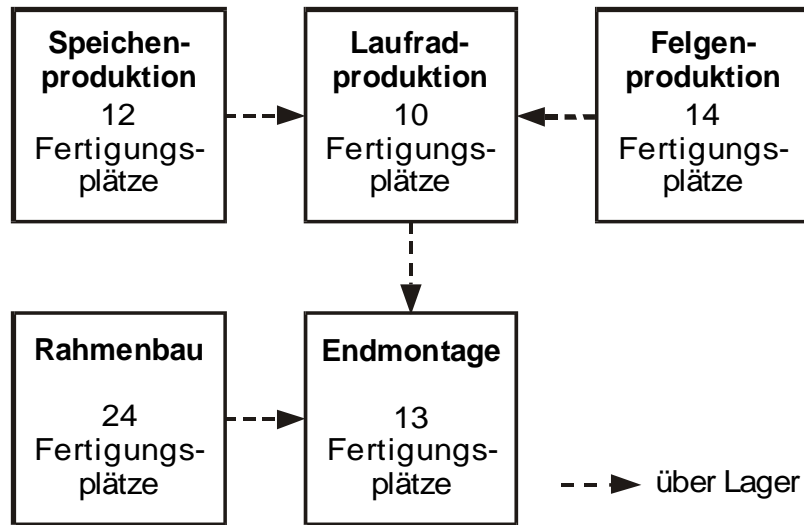 Speichen-
produktion
12
Fertigungs-
plätze
Laufrad-
produktion
10
Fertigungs-
plätze
Felgen-
produktion
14
Fertigungs-
plätze
Rahmenbau
24
Fertigungs-
plätze
Endmontage
13
Fertigungs-
plätze
über Lager